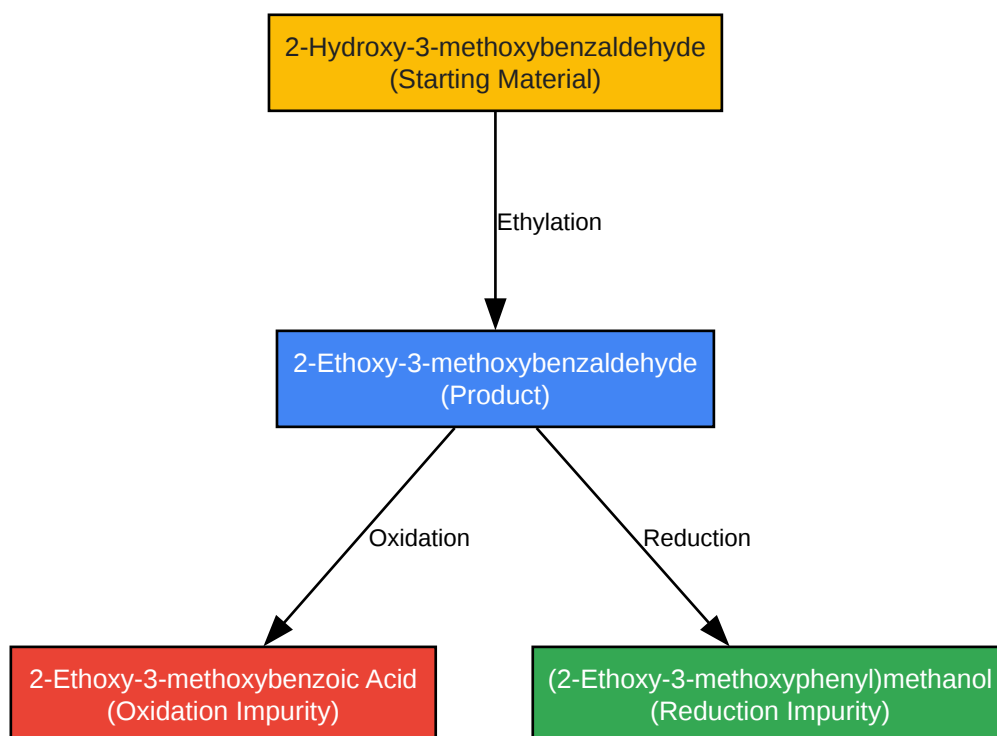 2-Hydroxy-3-methoxybenzaldehyde
(Starting Material)
Ethylation
2-Ethoxy-3-methoxybenzaldehyde
(Product)
Oxidation
Reduction
2-Ethoxy-3-methoxybenzoic Acid
(Oxidation Impurity)
(2-Ethoxy-3-methoxyphenyl)methanol
(Reduction Impurity)